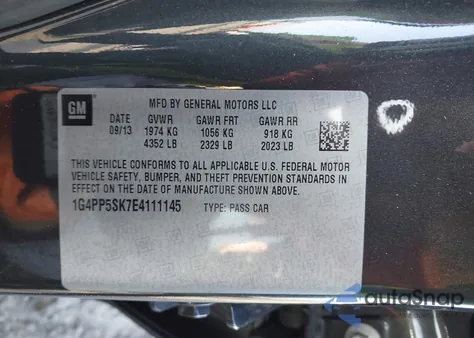 GM
MFD BY GENERAL MOTORS LLC
DATE GVWR GAWR FRT GAWR RR
09/13 1974 KG 1056 KG 918 KG
4352 LB 2329 LB 2023 LB
THIS VEHICLE CONFORMS TO ALL APPLICABLE U.S. FEDERAL MOTOR
VEHICLE SAFETY, BUMPER, AND THEFT PREVENTION STANDARDS IN
EFFECT ON THE DATE OF MANUFACTURE SHOWN ABOVE.
1G4PP5SK7E4111145 TYPE: PASS CAR
autoSnap